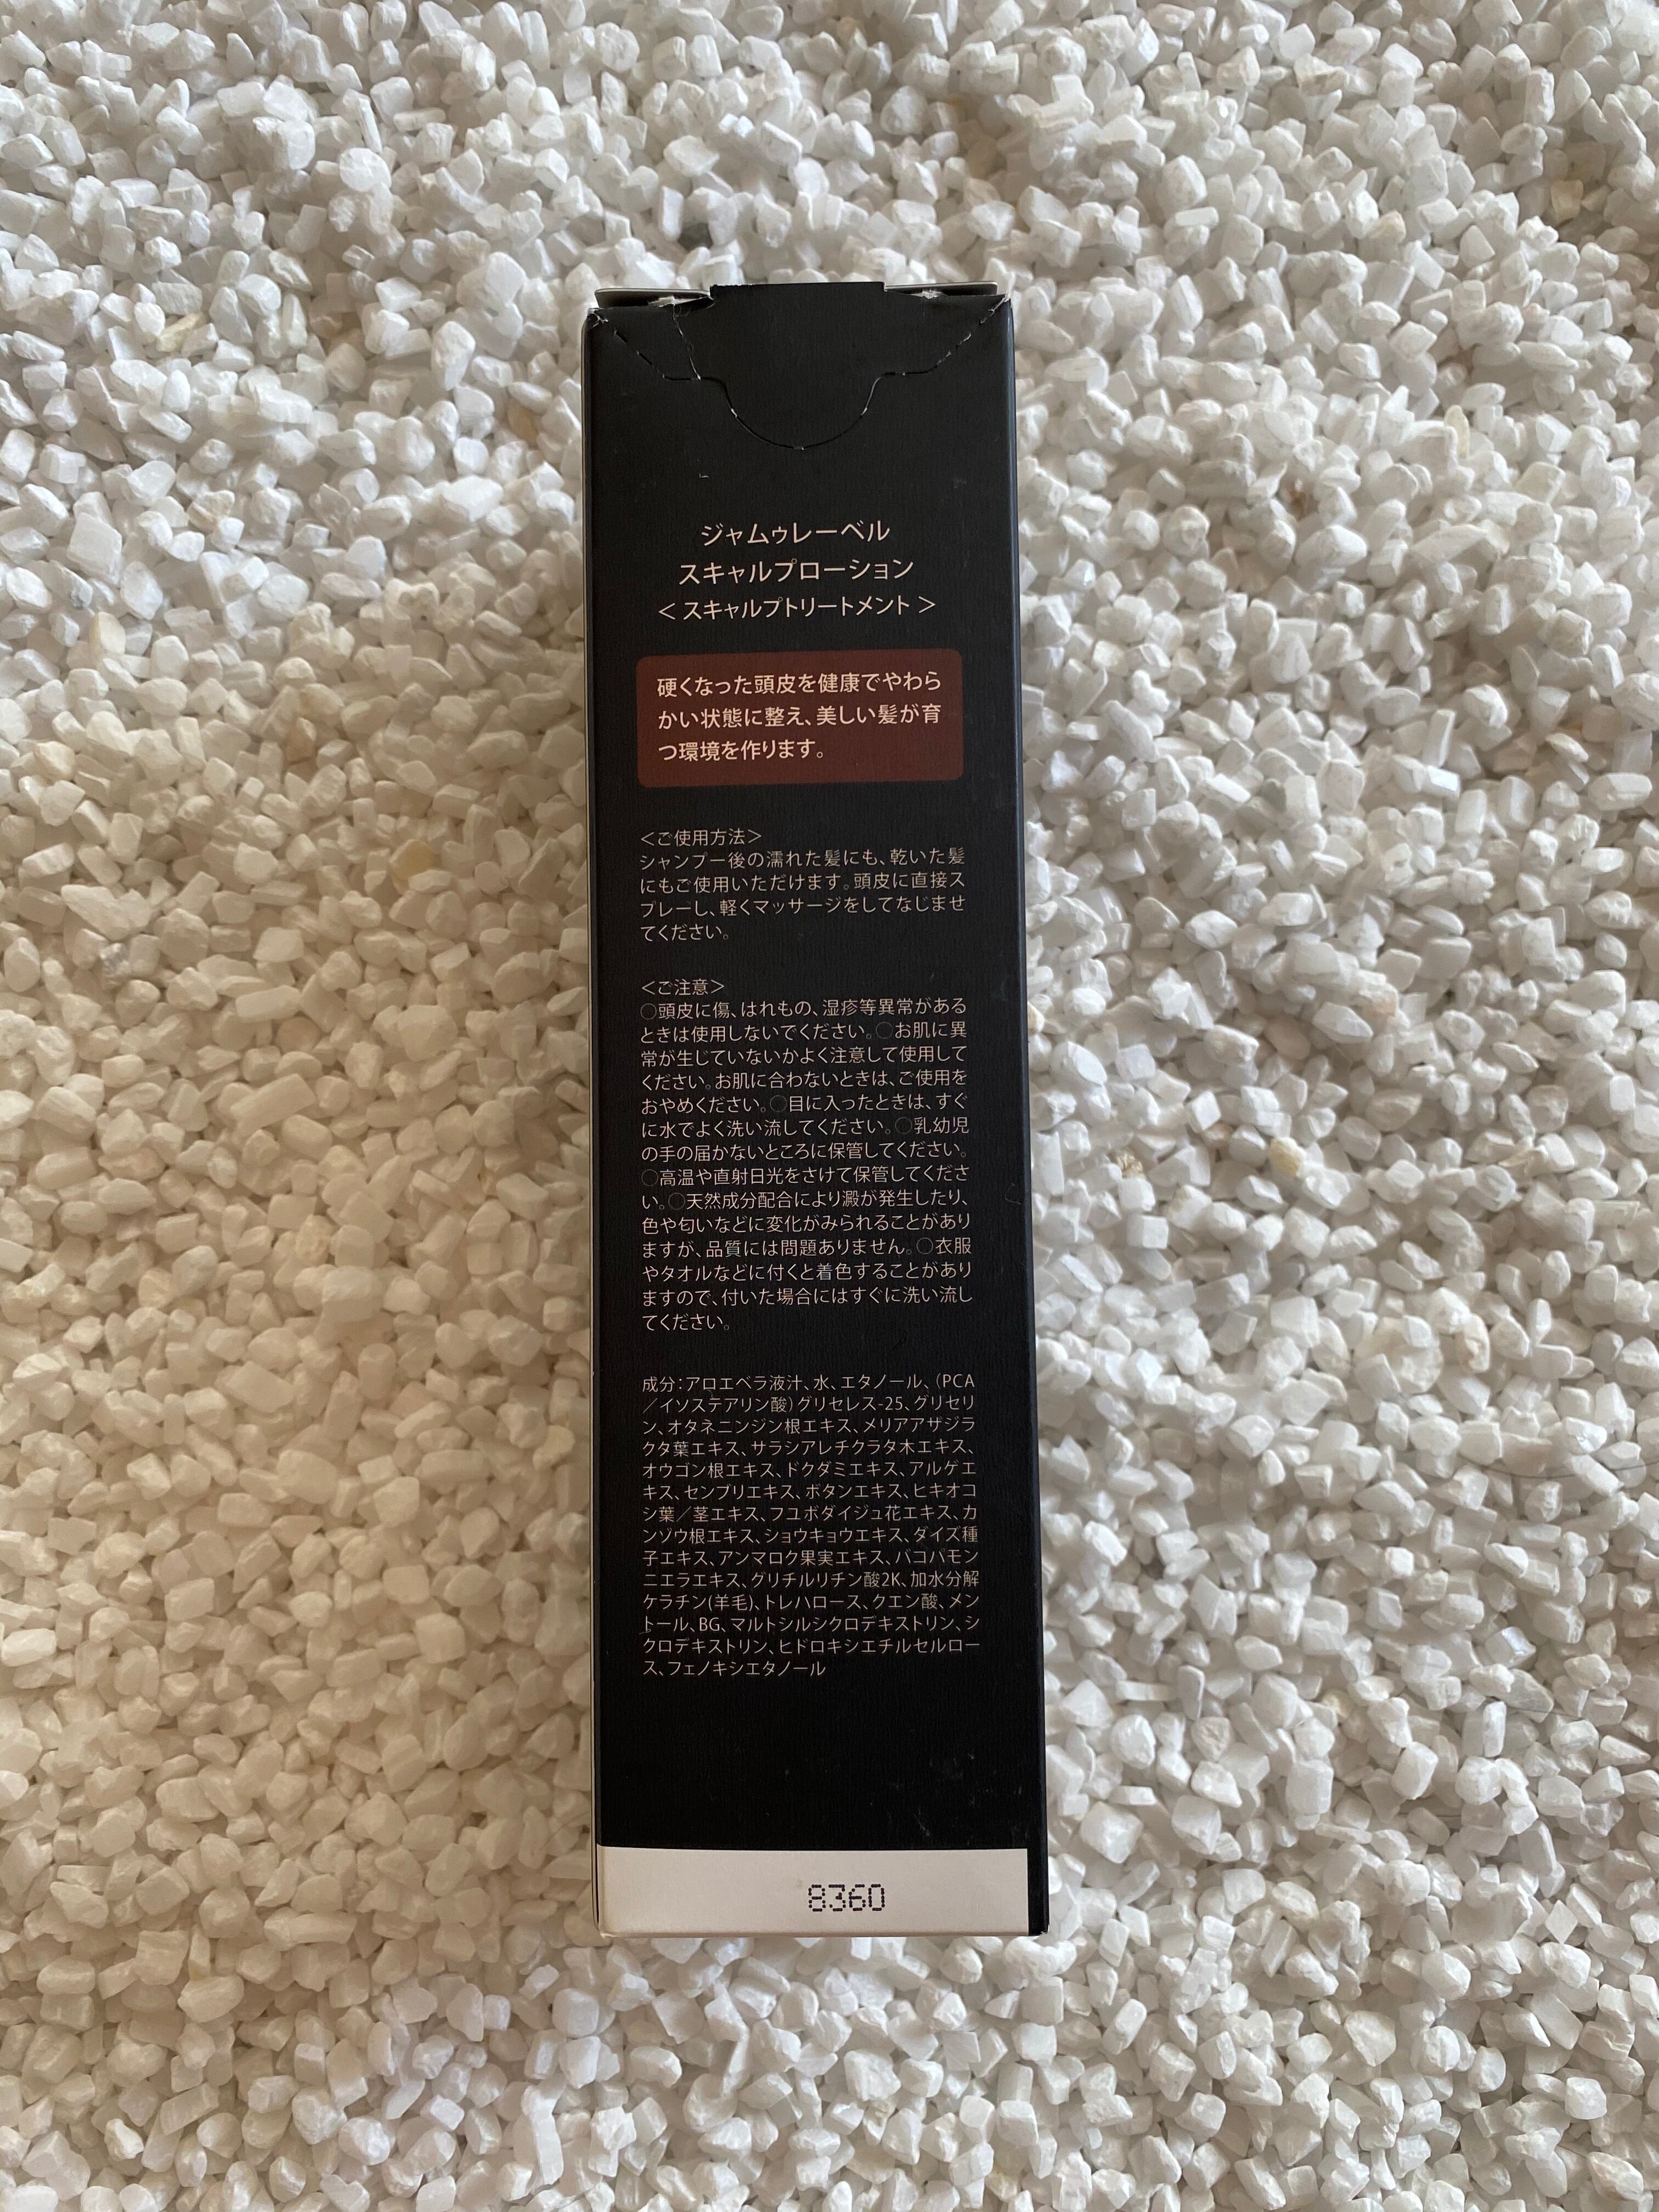 ジャムゥレーベル
スキャルプローション
＜スキャルプトリートメント＞
硬くなった頭皮を健康でやわら
かい状態に整え、美しい髪が育
つ環境を作ります。
＜ご使用方法＞
シャンプー後の濡れた髪にも、乾いた髪
にもご使用いただけます。頭皮に直接ス
プレーし、軽くマッサージをしてなじませ
てください。
＜ご注意＞
○頭皮に傷、はれもの、湿疹等異常がある
ときは使用しないでください。○お肌に異
常が生じていないかよく注意して使用して
ください。お肌に合わないときは、ご使用を
おやめください。○目に入ったときは、すぐ
に水でよく洗い流してください。○乳幼児
の手の届かないところに保管してください。
○高温や直射日光をさけて保管してくださ
い。○天然成分配合により澱が発生したり、
色や匂いなどに変化がみられることがあり
ますが、品質には問題ありません。○衣服
やタオルなどに付くと着色することがあり
ますので、付いた場合にはすぐに洗い流し
てください。
成分：アロエベラ液汁、水、エタノール、（PCA
／イソステアリン酸）グリセレス-25、グリセリ
ン、オタネニンジン根エキス、メリアアザジラ
クタ葉エキス、サラシアレチクラタ木エキス、
オウゴン根エキス、ドクダミエキス、アルゲエ
キス、センブリエキス、ボタンエキス、ヒキオコ
シ葉／茎エキス、フユボダイジュ花エキス、カ
ンゾウ根エキス、ショウキョウエキス、ダイズ種
子エキス、アンマロク果実エキス、バコパモン
ニエラエキス、グリチルリチン酸2K、加水分解
ケラチン(羊毛)、トレハロース、クエン酸、メン
トール、BG、マルトシルシクロデキストリン、シ
クロデキストリン、ヒドロキシエチルセルロー
ス、フェノキシエタノール
8360